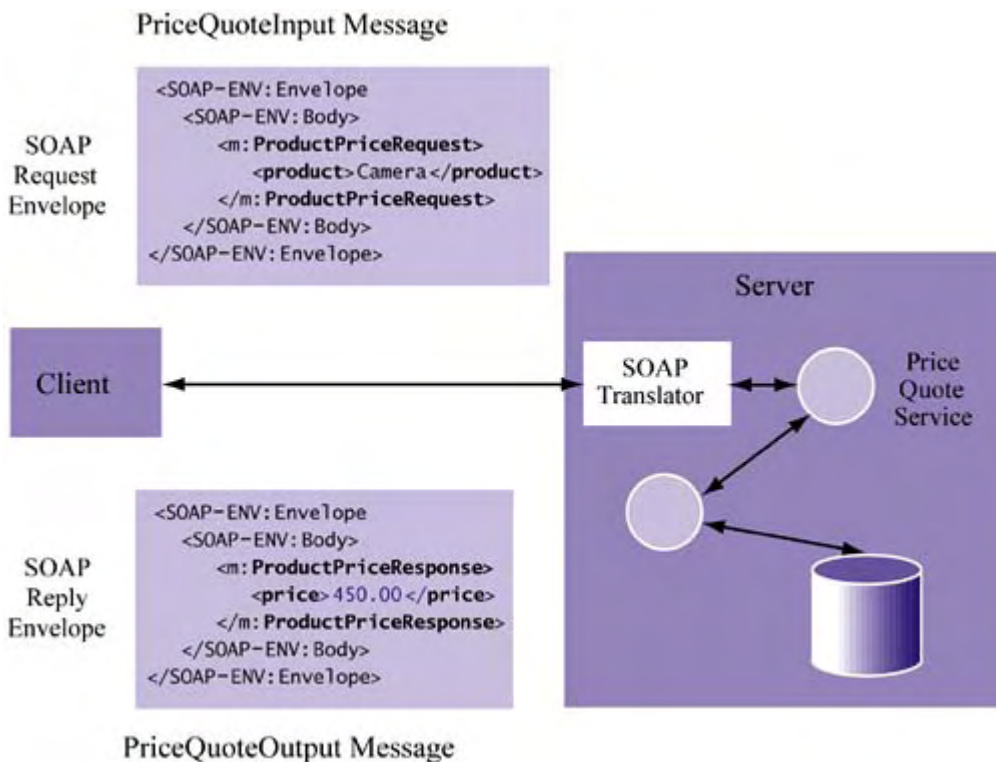 PriceQuoteInput Message
SOAP
Request
Envelope
<SOAP-ENV:Envelope
<SOAP-ENV:Body>
<m:ProductPriceRequest>
<product>Camera</product>
</m:ProductPriceRequest>
</SOAP-ENV:Body>
</SOAP-ENV:Envelope>
Client
Server
SOAP
Translator
Price
Quote
Service
SOAP
Reply
Envelope
<SOAP-ENV:Envelope
<SOAP-ENV:Body>
<m:ProductPriceResponse>
<price>450.00</price>
</m:ProductPriceResponse>
</SOAP-ENV:Body>
</SOAP-ENV:Envelope>
PriceQuoteOutput Message